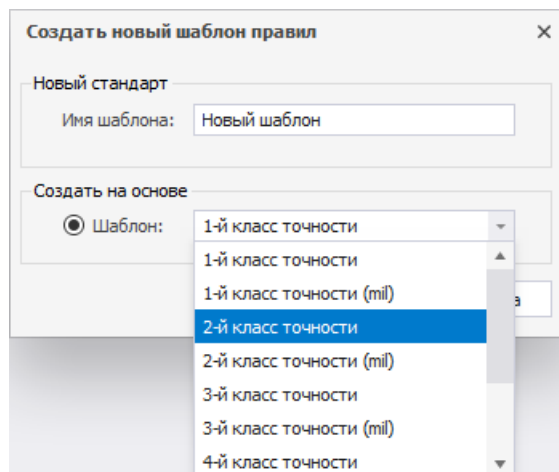 Создать новый шаблон правил
Новый стандарт
Имя шаблона: Новый шаблон
Создать на основе
Шаблон: 1-й класс точности
1-й класс точности
1-й класс точности (mil)
2-й класс точности
2-й класс точности (mil)
3-й класс точности
3-й класс точности (mil)
4-й класс точности